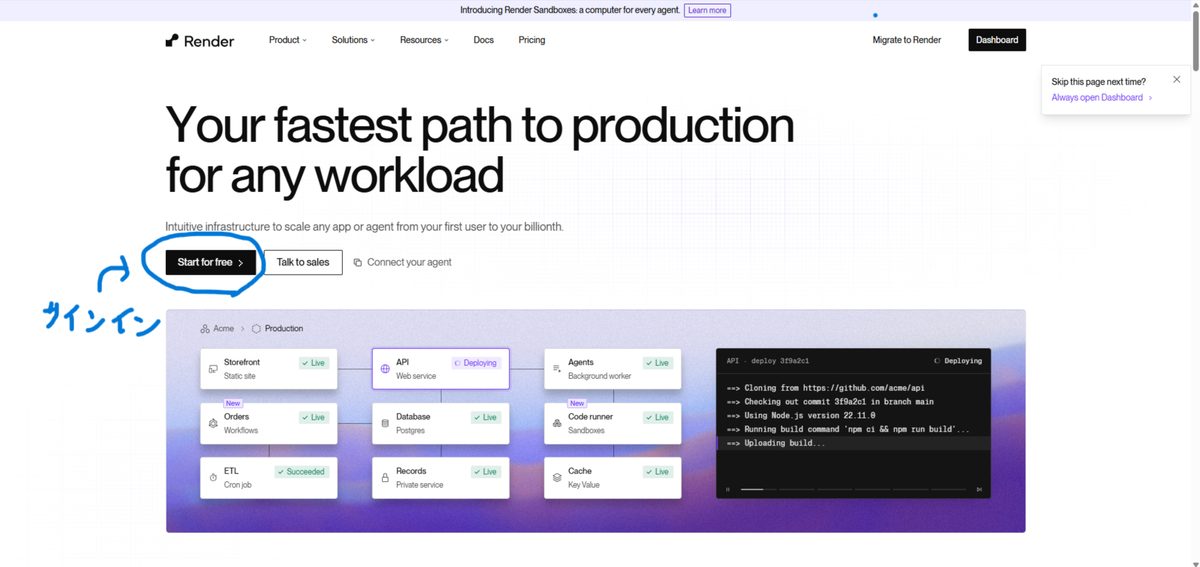 Introducing Render Sandboxes: a computer for every agent. Learn more
Render Product Solutions Resources Docs Pricing Migrate to Render Dashboard
Skip this page next time?
Always open Dashboard
Your fastest path to production
for any workload
Intuitive infrastructure to scale any app or agent from your first user to your billionth.
Start for free Talk to sales Connect your agent
サインイン
Acme Production
Storefront Live
Static site
API Deploying
Web service
Agents Live
Background worker
New
Orders Live
Workflows
Database Live
Postgres
New
Code runner Live
Sandboxes
ETL Succeeded
Cron job
Records Live
Private service
Cache Live
Key Value
API - deploy 3f9a2c1 Deploying
==> Cloning from https://github.com/acme/api
==> Checking out commit 3f9a2c1 in branch main
==> Using Node.js version 22.11.0
==> Running build command 'npm ci && npm run build'...
==> Uploading build...